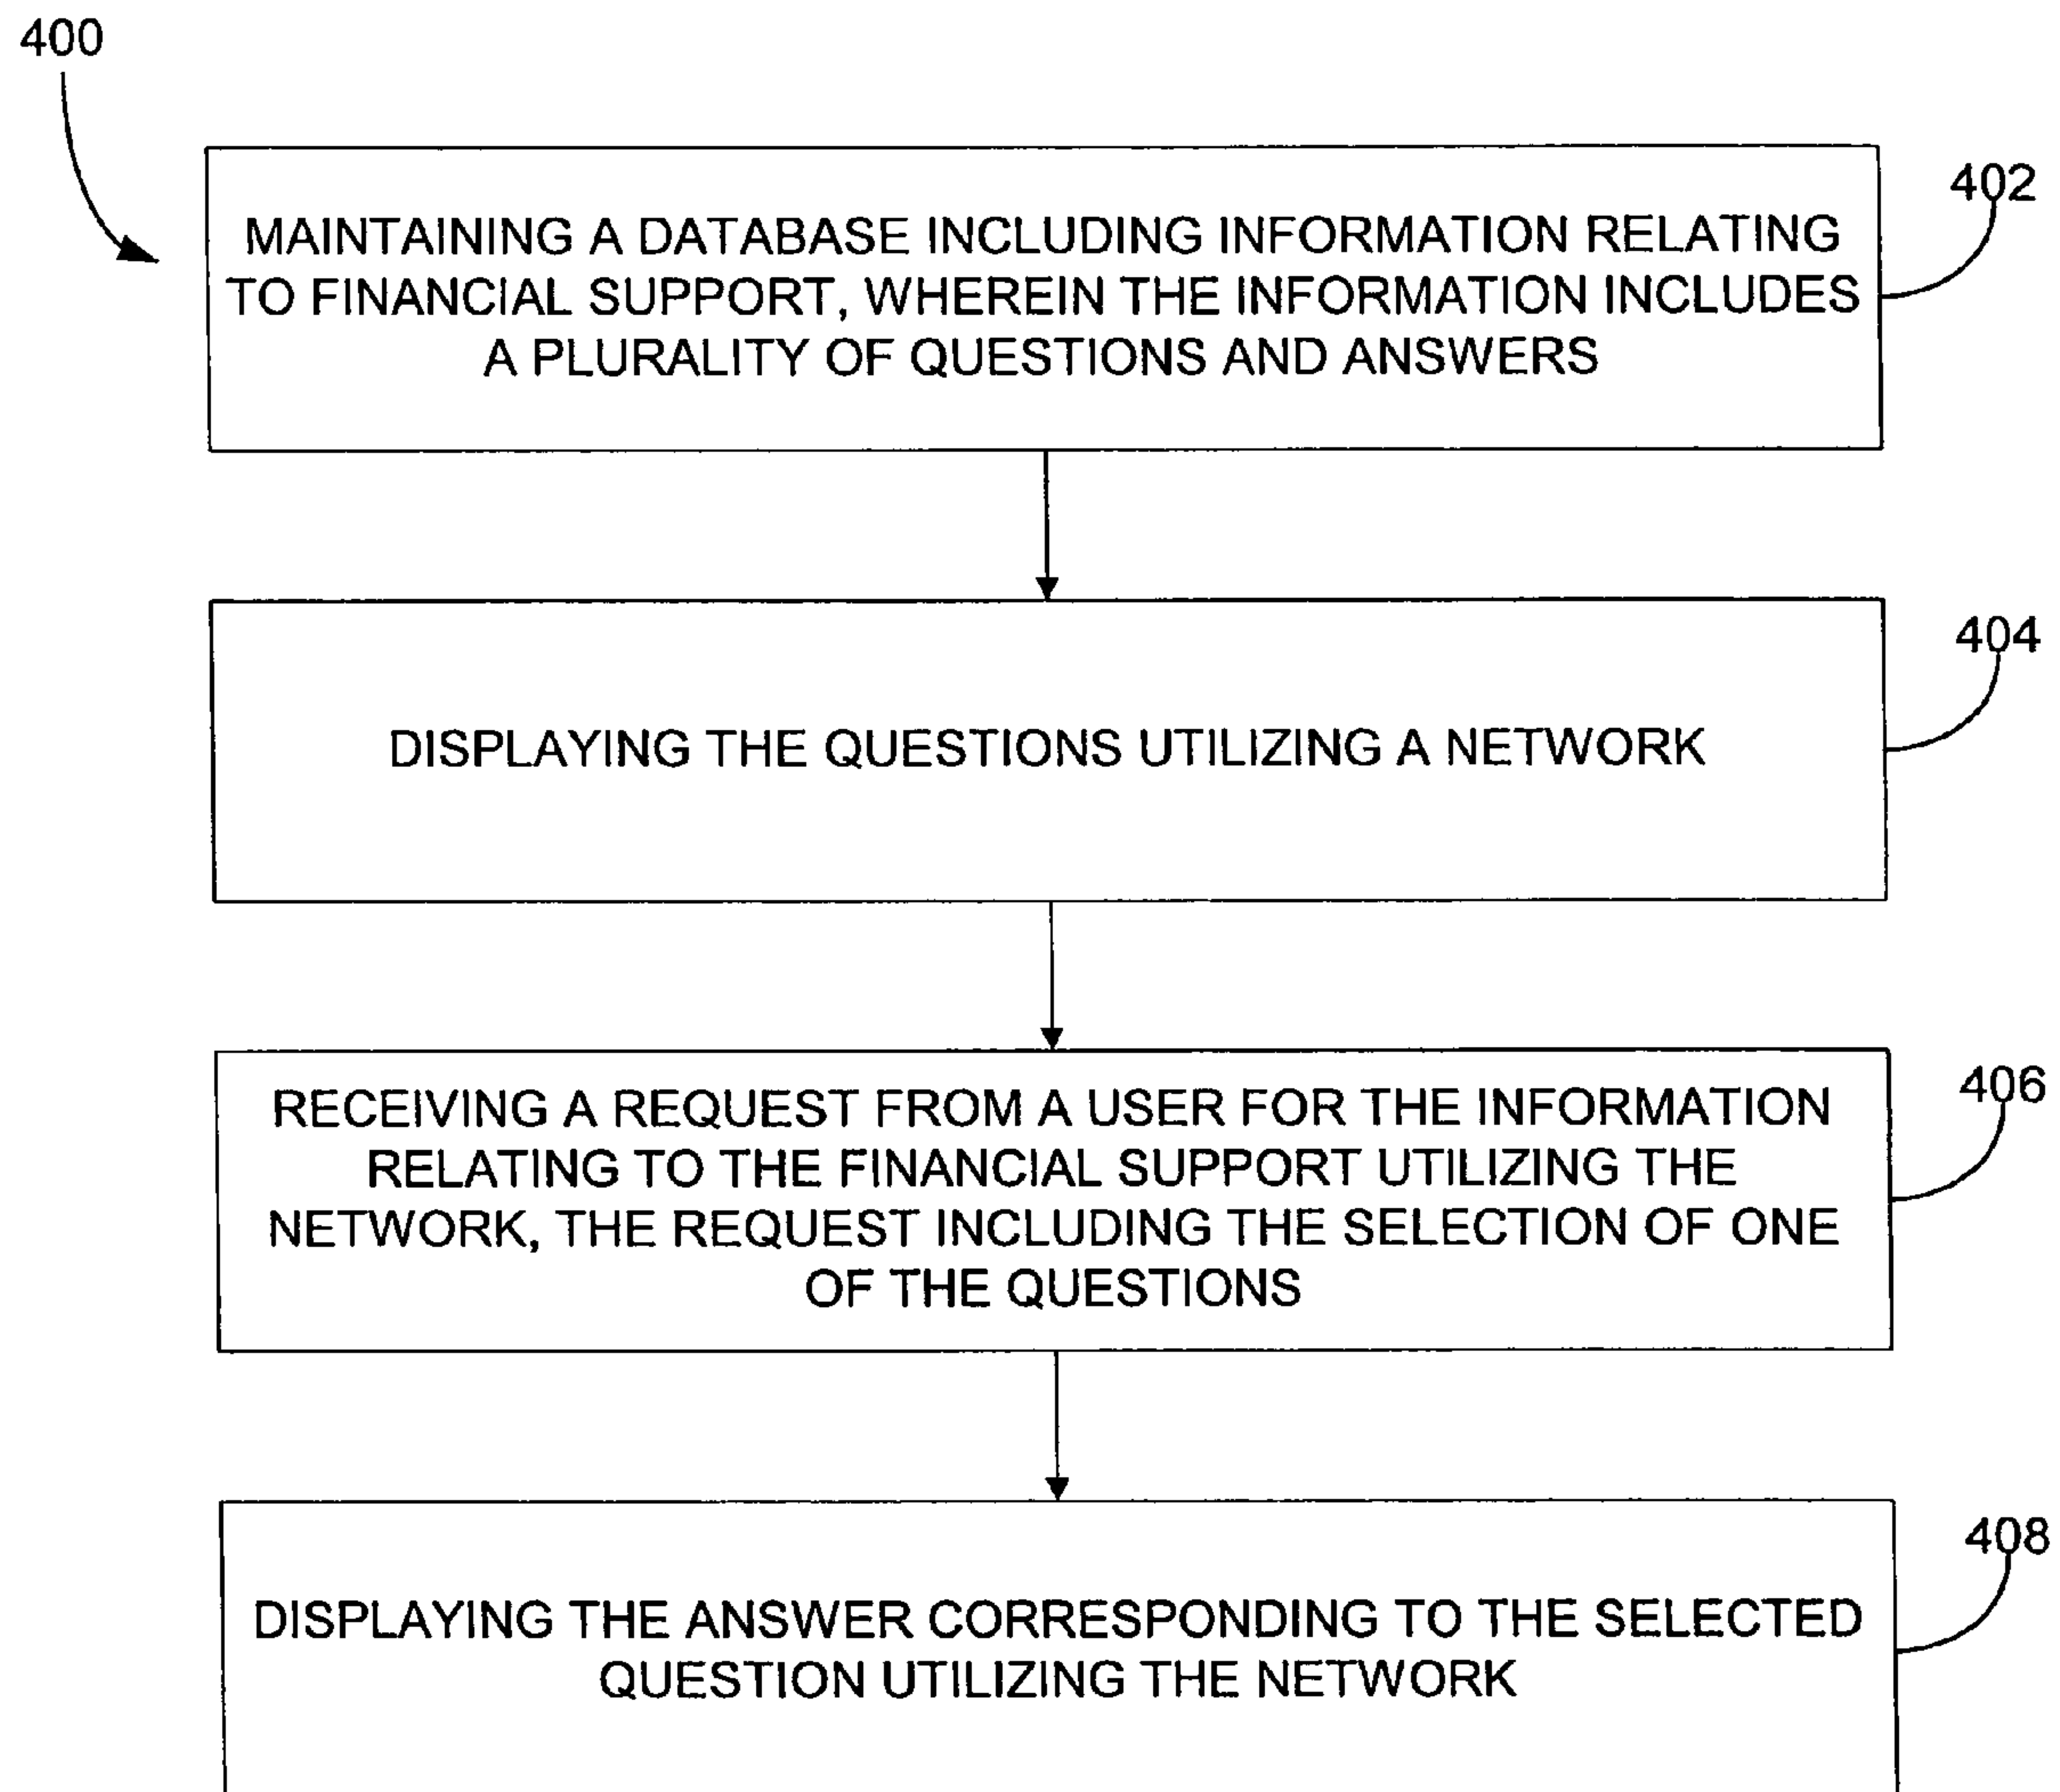 400
402
MAINTAINING A DATABASE INCLUDING INFORMATION RELATING
TO FINANCIAL SUPPORT, WHEREIN THE INFORMATION INCLUDES
A PLURALITY OF QUESTIONS AND ANSWERS
404
DISPLAYING THE QUESTIONS UTILIZING A NETWORK
406
RECEIVING A REQUEST FROM A USER FOR THE INFORMATION
RELATING TO THE FINANCIAL SUPPORT UTILIZING THE
NETWORK, THE REQUEST INCLUDING THE SELECTION OF ONE
OF THE QUESTIONS
408
DISPLAYING THE ANSWER CORRESPONDING TO THE SELECTED
QUESTION UTILIZING THE NETWORK